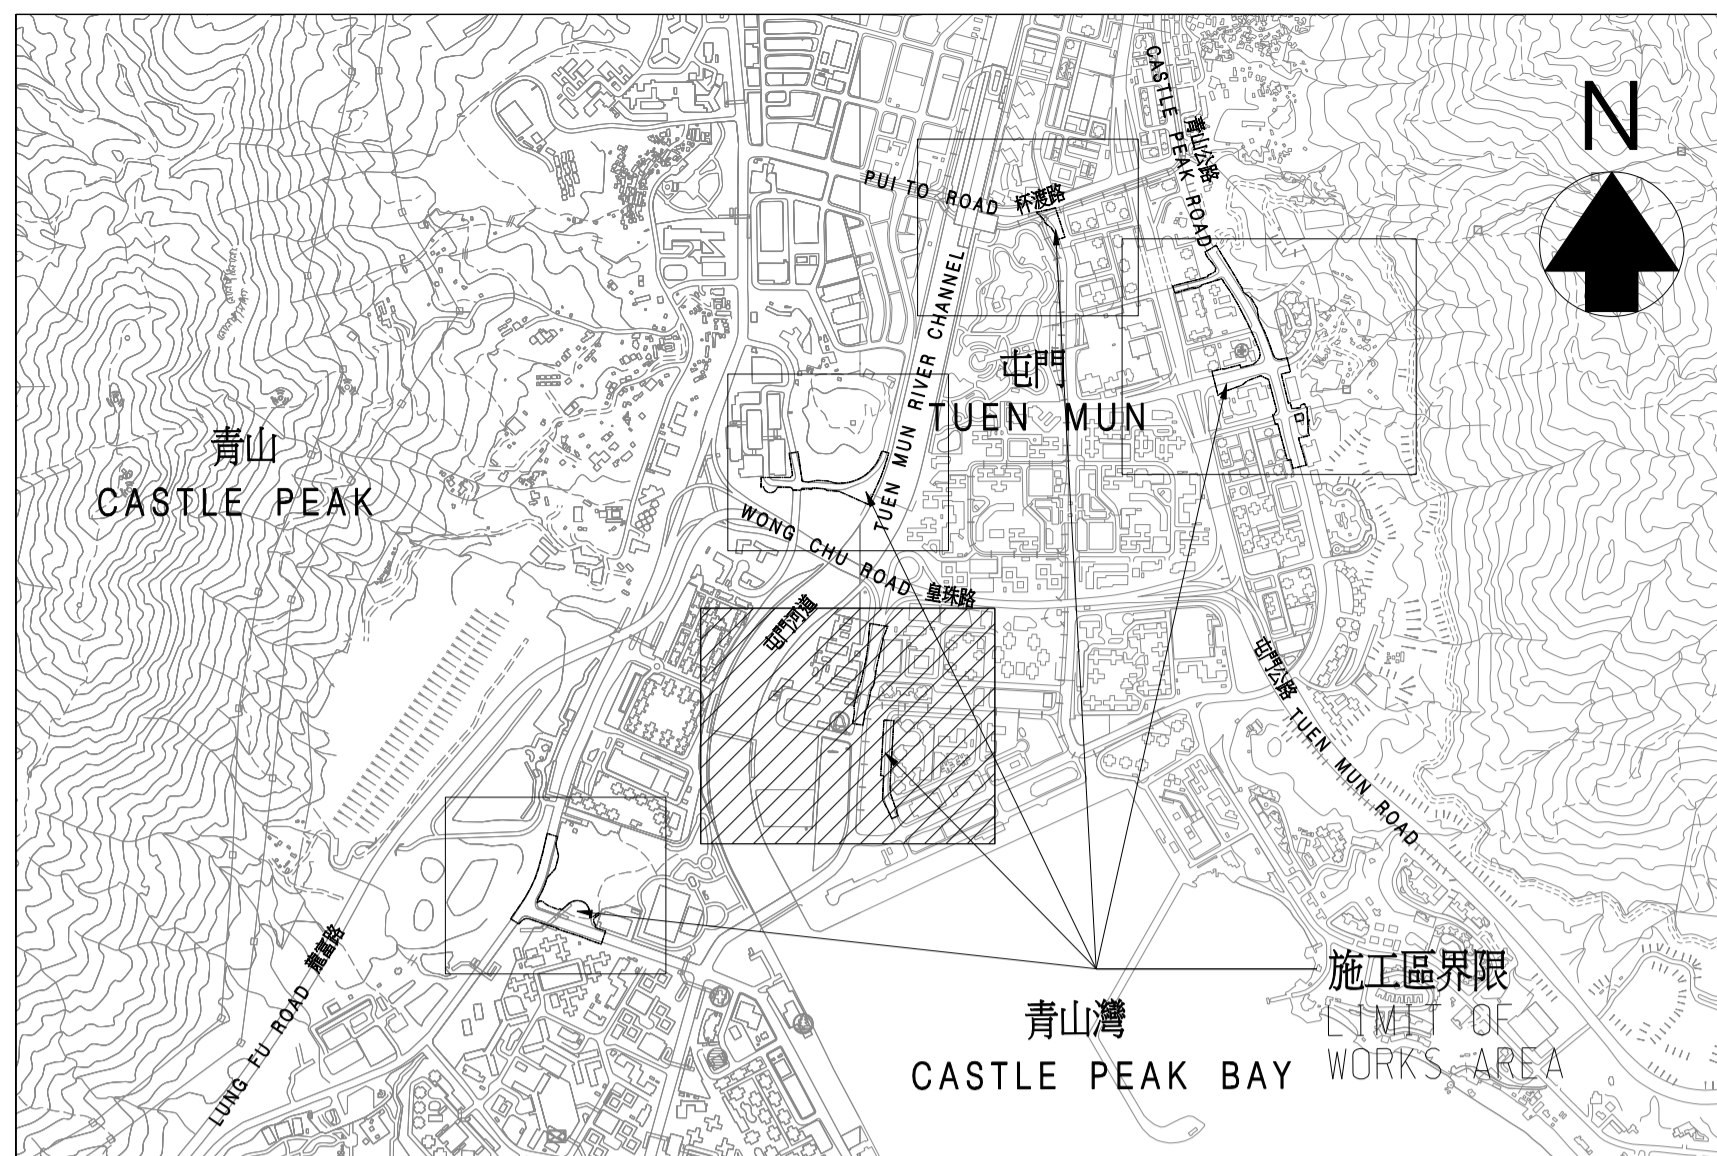 CASTLE PEAK ROAD
青山公路
N
PUI TO ROAD 杯渡路
TUEN MUN RIVER CHANNEL
屯門河道
屯門
TUEN MUN
青山
CASTLE PEAK
WONG CHU ROAD 皇珠路
屯門公路 TUEN MUN ROAD
LUNG FU ROAD 龍富路
施工區界限
LIMIT OF
WORKS AREA
青山灣
CASTLE PEAK BAY